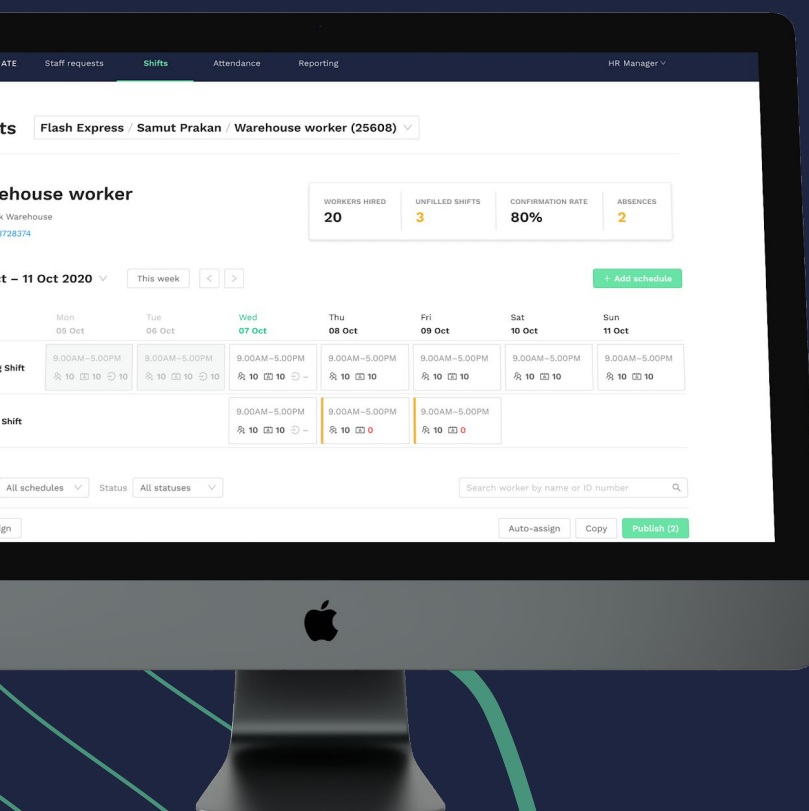 ATE Staff requests Shifts Attendance Reporting HR Manager
ts Flash Express / Samut Prakan / Warehouse worker (25608)
ehouse worker
k Warehouse
8728374
WORKERS HIRED UNFILLED SHIFTS CONFIRMATION RATE ABSENCES
20 3 80% 2
ct – 11 Oct 2020 This week < > + Add schedule
Mon Tue Wed Thu Fri Sat Sun
05 Oct 06 Oct 07 Oct 08 Oct 09 Oct 10 Oct 11 Oct
9.00AM–5.00PM 9.00AM–5.00PM 9.00AM–5.00PM 9.00AM–5.00PM 9.00AM–5.00PM 9.00AM–5.00PM 9.00AM–5.00PM
g Shift 10 10 10 10 10 10 10 10 – 10 10 10 10 10 10 10 10
9.00AM–5.00PM 9.00AM–5.00PM 9.00AM–5.00PM
Shift 10 10 – 10 0 10 0
All schedules Status All statuses Search worker by name or ID number
ign Auto-assign Copy Publish (2)